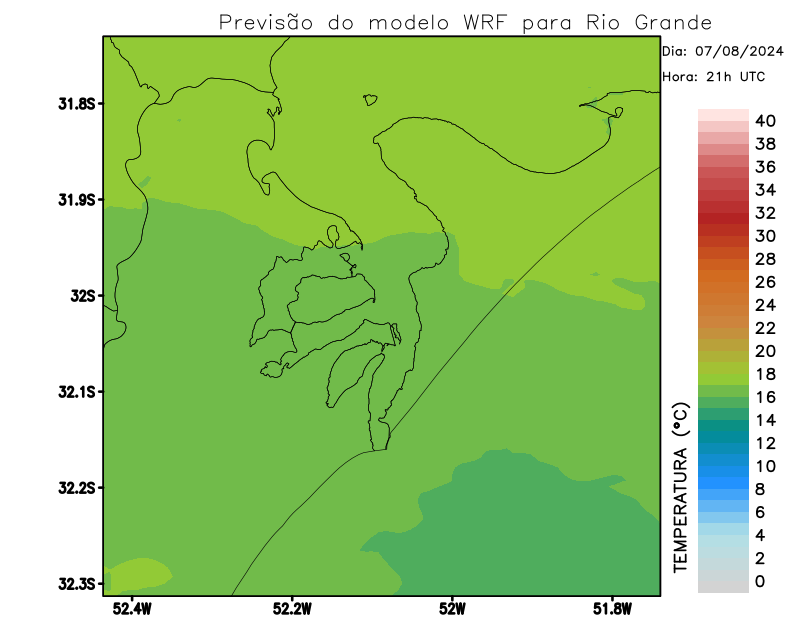 Previsão do modelo WRF para Rio Grande
Dia: 07/08/2024
Hora: 21h UTC
31.8S
31.9S
32S
32.1S
32.2S
32.3S
52.4W
52.2W
52W
51.8W
TEMPERATURA (°C)
40
38
36
34
32
30
28
26
24
22
20
18
16
14
12
10
8
6
4
2
0